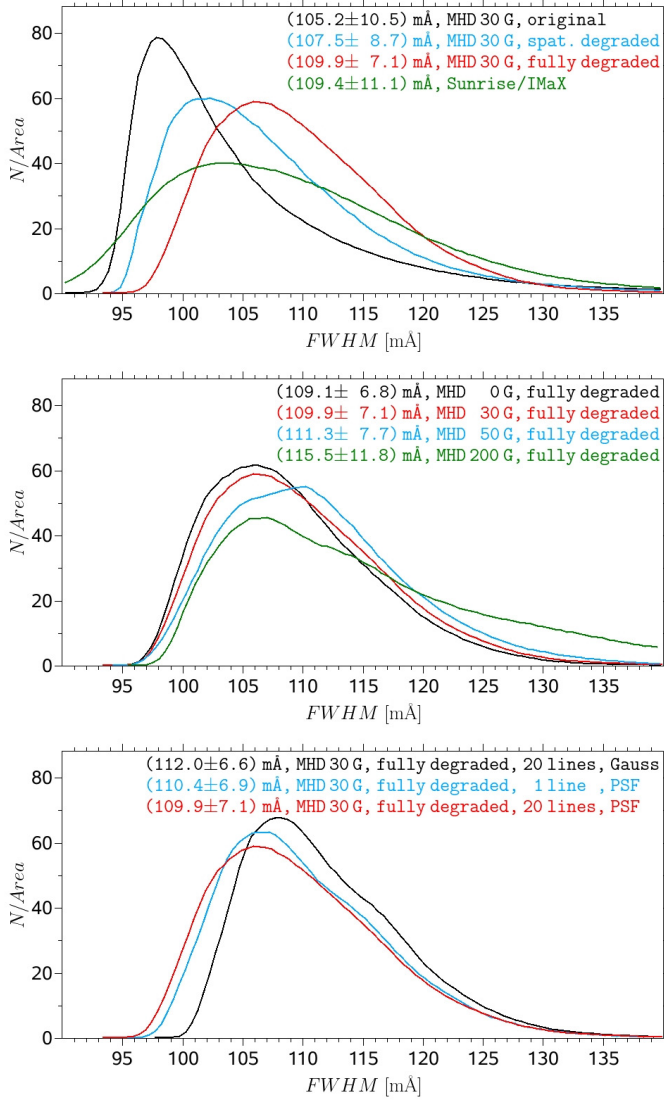 (105.2±10.5) mÅ, MHD 30 G, original
(107.5± 8.7) mÅ, MHD 30 G, spat. degraded
(109.9± 7.1) mÅ, MHD 30 G, fully degraded
(109.4±11.1) mÅ, Sunrise/IMaX
80
60
40
20
0
N/Area
95 100 105 110 115 120 125 130 135
FWHM [mÅ]
(109.1± 6.8) mÅ, MHD 0 G, fully degraded
(109.9± 7.1) mÅ, MHD 30 G, fully degraded
(111.3± 7.7) mÅ, MHD 50 G, fully degraded
(115.5±11.8) mÅ, MHD 200 G, fully degraded
80
60
40
20
0
N/Area
95 100 105 110 115 120 125 130 135
FWHM [mÅ]
(112.0±6.6) mÅ, MHD 30 G, fully degraded, 20 lines, Gauss
(110.4±6.9) mÅ, MHD 30 G, fully degraded, 1 line , PSF
(109.9±7.1) mÅ, MHD 30 G, fully degraded, 20 lines, PSF
80
60
40
20
0
N/Area
95 100 105 110 115 120 125 130 135
FWHM [mÅ]